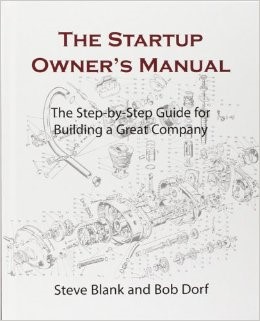 THE STARTUP
OWNER'S MANUAL
The Step-by-Step Guide for
Building a Great Company
Steve Blank and Bob Dorf